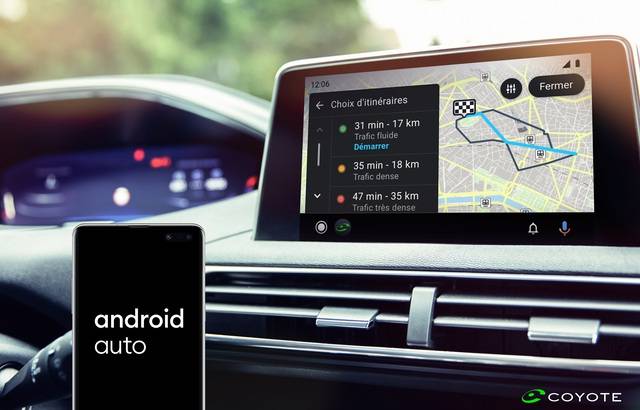 12:06
Choix d'itinéraires
Fermer
31 min - 17 km
Trafic fluide
Démarrer
35 min - 18 km
Trafic dense
47 min - 35 km
Trafic très dense
android
auto
COYOTE